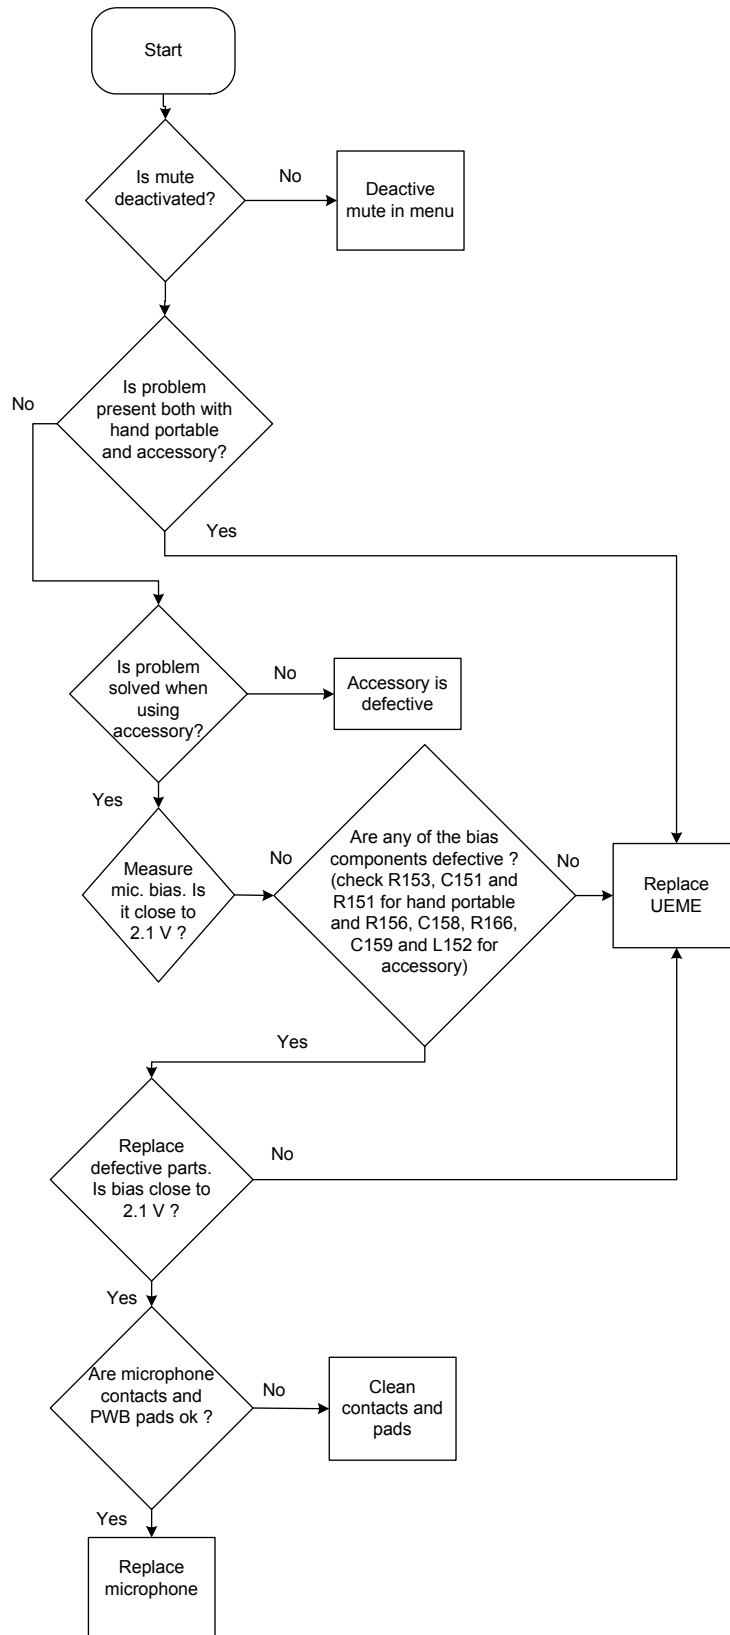 Start
Is mute
deactivated?
No
Deactive
mute in menu
Is problem
present both with
hand portable
and accessory?
No
Yes
Is problem
solved when
using
accessory?
No
Accessory is
defective
Yes
Measure
mic. bias. Is
it close to
2.1 V ?
No
Are any of the bias
components defective ?
(check R153, C151 and
R151 for hand portable
and R156, C158, R166,
C159 and L152 for
accessory)
No
Replace
UEME
Yes
Replace
defective parts.
Is bias close to
2.1 V ?
No
Yes
Are microphone
contacts and
PWB pads ok ?
No
Clean
contacts and
pads
Yes
Replace
microphone